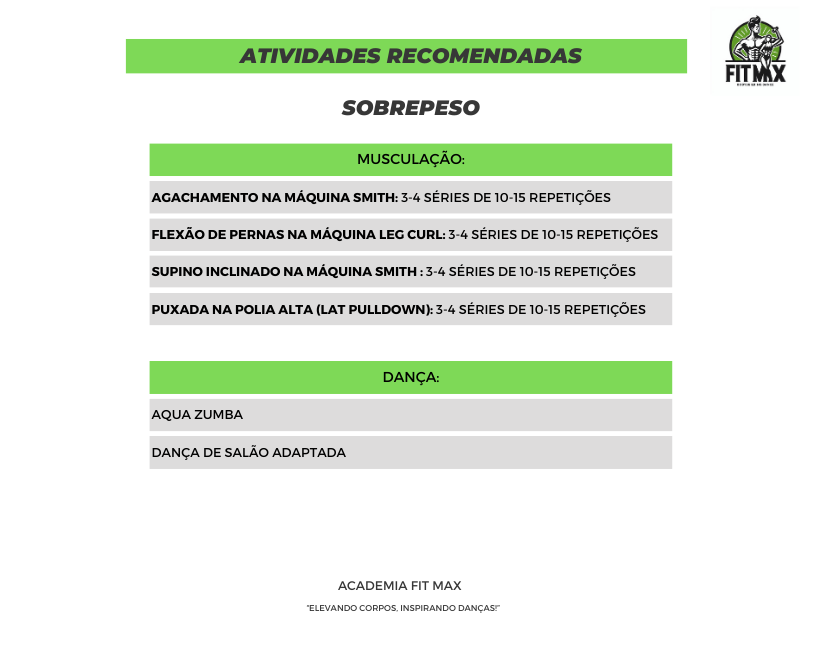 ATIVIDADES RECOMENDADAS
FITMAX
SOBREPESO
MUSCULAÇÃO:
AGACHAMENTO NA MÁQUINA SMITH: 3-4 SÉRIES DE 10-15 REPETIÇÕES
FLEXÃO DE PERNAS NA MÁQUINA LEG CURL: 3-4 SÉRIES DE 10-15 REPETIÇÕES
SUPINO INCLINADO NA MÁQUINA SMITH : 3-4 SÉRIES DE 10-15 REPETIÇÕES
PUXADA NA POLIA ALTA (LAT PULLDOWN): 3-4 SÉRIES DE 10-15 REPETIÇÕES
DANÇA:
AQUA ZUMBA
DANÇA DE SALÃO ADAPTADA
ACADEMIA FIT MAX
"ELEVANDO CORPOS, INSPIRANDO DANÇAS!"